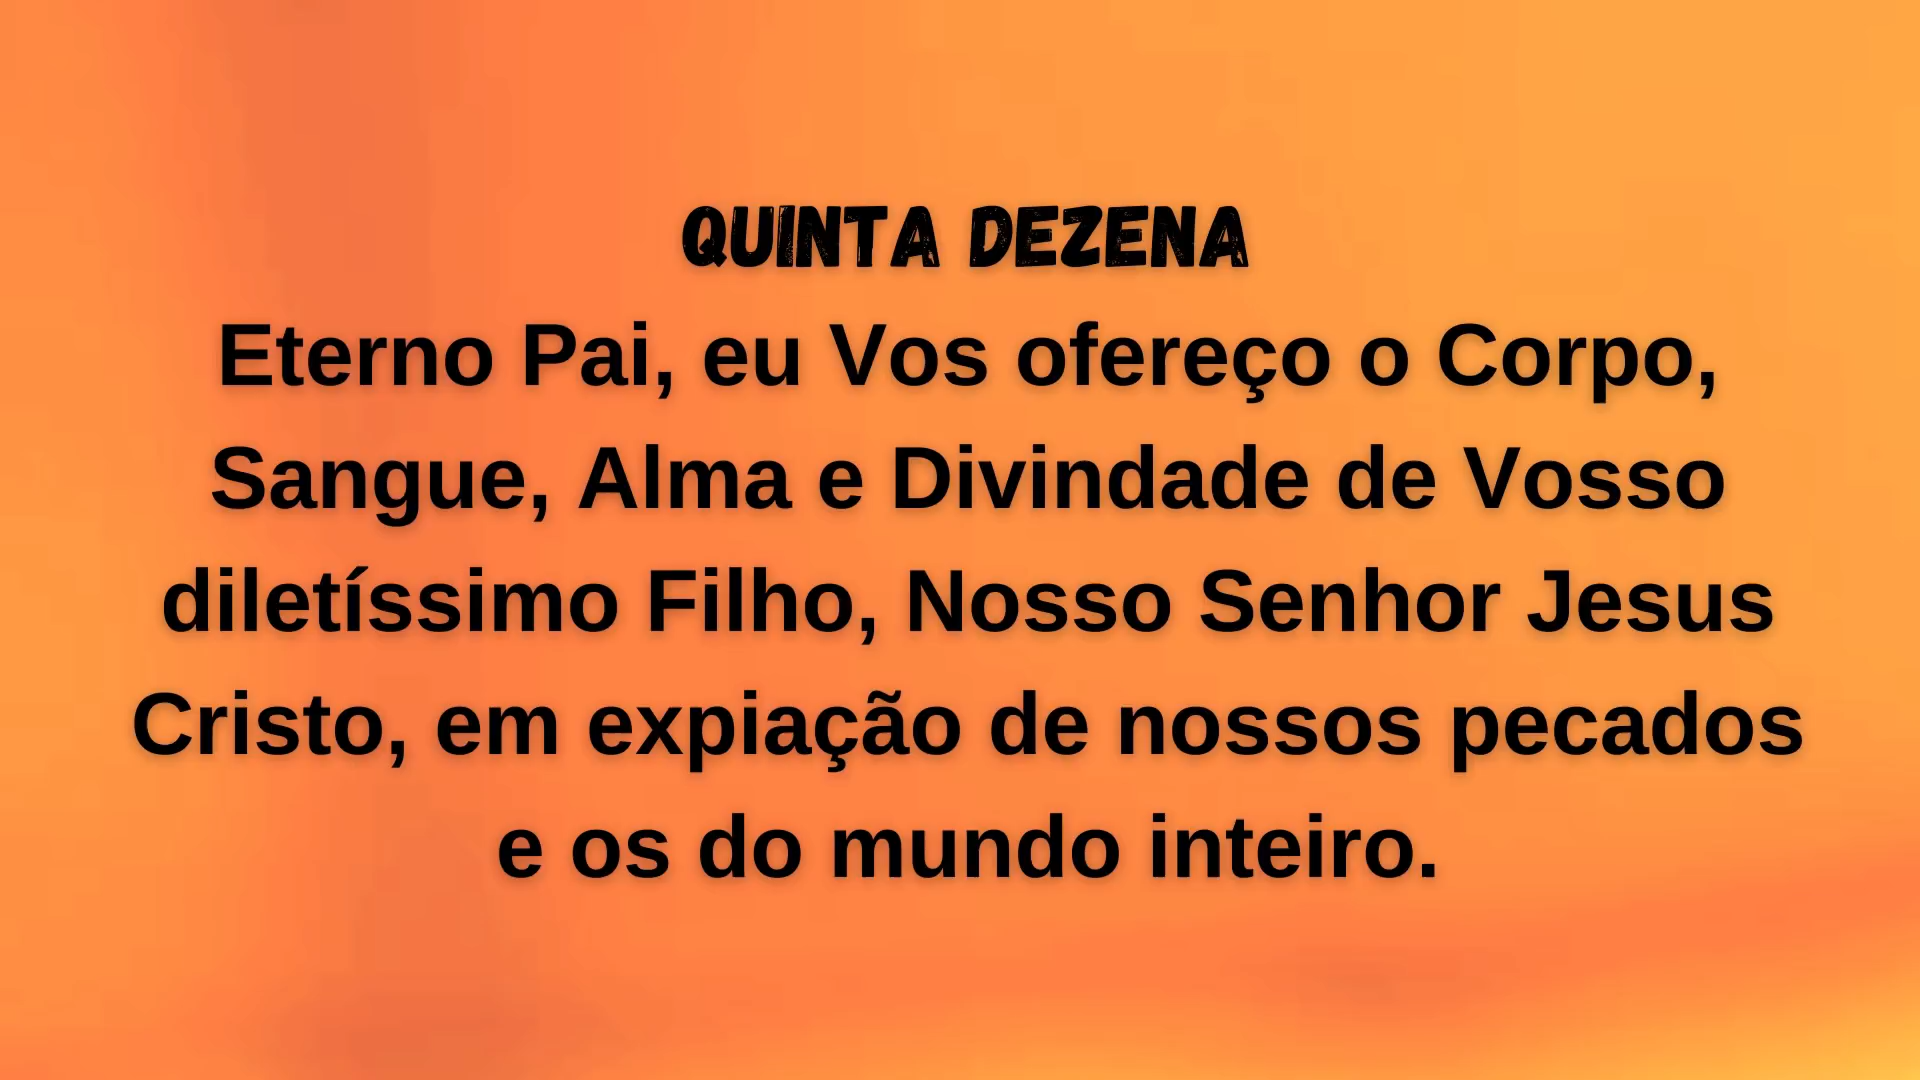 QUINTA DEZENA
Eterno Pai, eu Vos ofereço o Corpo,
Sangue, Alma e Divindade de Vosso
diletíssimo Filho, Nosso Senhor Jesus
Cristo, em expiação de nossos pecados
e os do mundo inteiro.